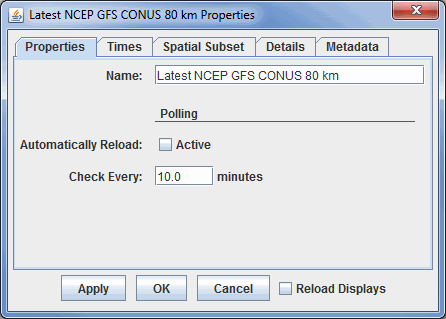 Latest NCEP GFS CONUS 80 km Properties
Properties Times Spatial Subset Details Metadata
Name: Latest NCEP GFS CONUS 80 km
Polling
Automatically Reload: Active
Check Every: 10.0 minutes
Apply OK Cancel Reload Displays